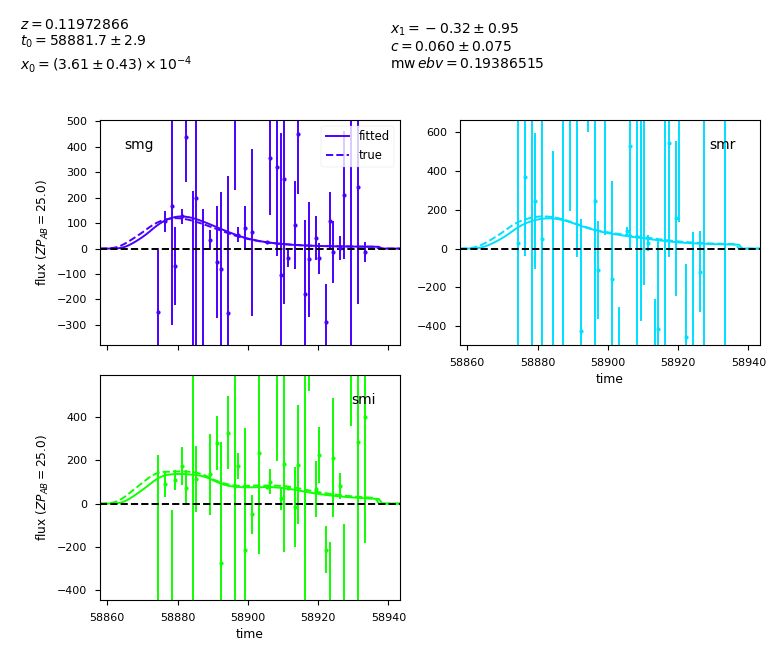 z = 0.11972866
t₀ = 58881.7 ± 2.9
x₀ = (3.61 ± 0.43) × 10⁻⁴
x₁ = −0.32 ± 0.95
c = 0.060 ± 0.075
mw ebv = 0.19386515
smg
fitted
true
500
400
300
200
100
0
−100
−200
−300
flux (ZP_AB = 25.0)
smr
600
400
200
0
−200
−400
58860 58880 58900 58920 58940
time
smi
400
200
0
−200
−400
flux (ZP_AB = 25.0)
58860 58880 58900 58920 58940
time